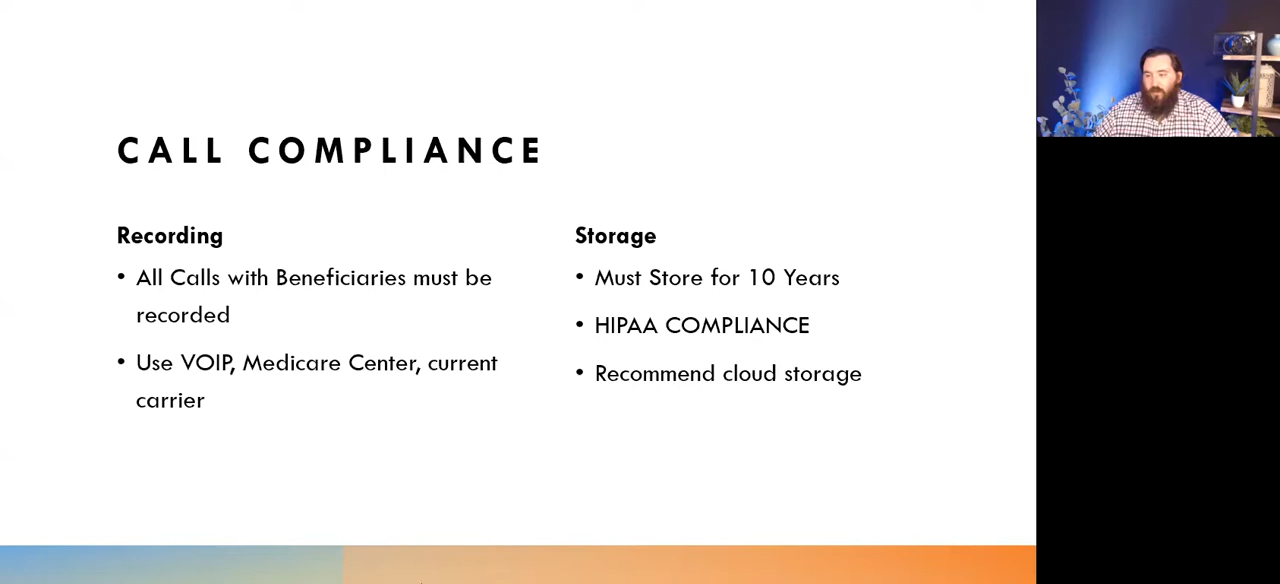 CALL COMPLIANCE
Recording
• All Calls with Beneficiaries must be
recorded
• Use VOIP, Medicare Center, current
carrier
Storage
• Must Store for 10 Years
• HIPAA COMPLIANCE
• Recommend cloud storage